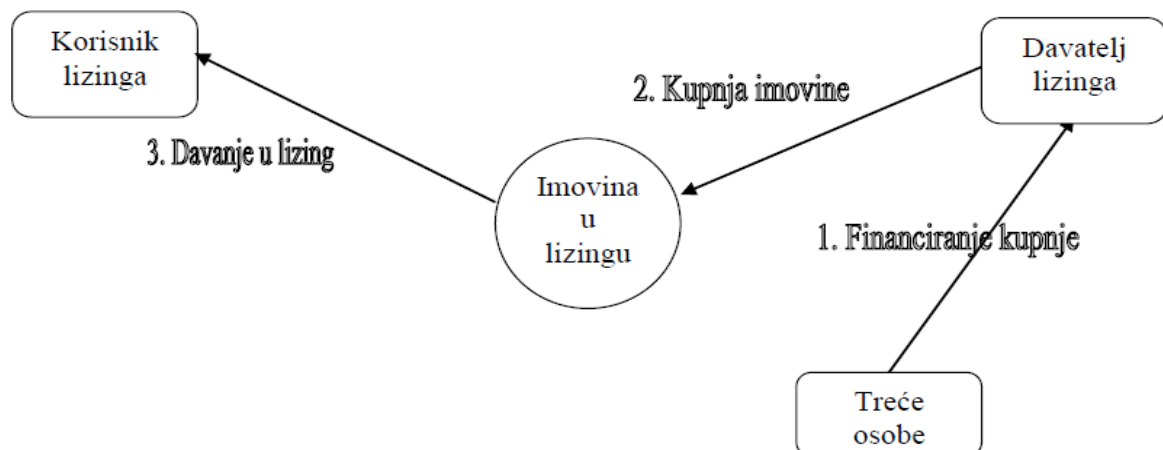 Korisnik
lizinga
Davatelj
lizinga
2. Kupnja imovine
3. Davanje u lizing
Imovina
u
lizingu
1. Financiranje kupnje
Treće
osobe